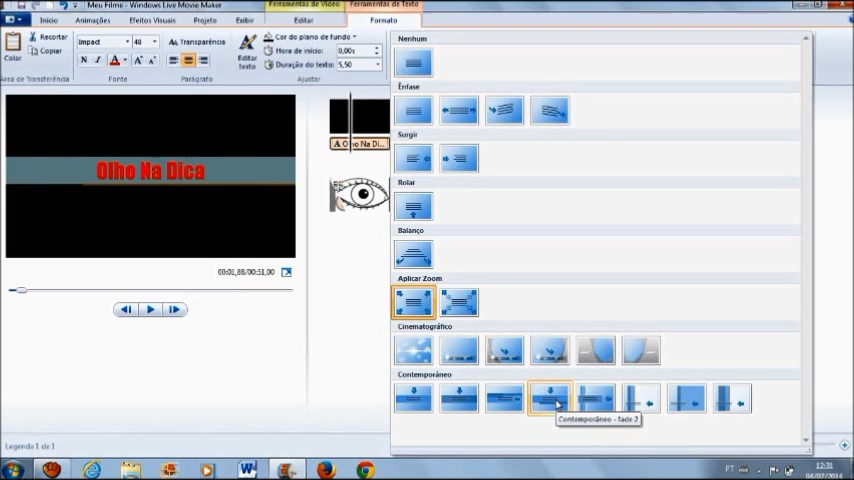 Meu Filme - Windows Live Movie Maker
Ferramentas de Vídeo
Ferramentas de Texto
Início
Animações
Efeitos Visuais
Projeto
Exibir
Editar
Formato
Colar
Recortar
Copiar
Área de Transferência
Impact
48
N
I
A
A
A
Fonte
Transparência
Parágrafo
Editar texto
Cor do plano de fundo
Hora de início:
0,00s
Duração do texto:
5,50
Ajustar
Nenhum
Ênfase
Surgir
Rolar
Balanço
Aplicar Zoom
Cinematográfico
Contemporâneo
Contemporâneo - fade 2
Olho Na Dica
A Olho Na Di...
00:01,88/00:51,00
Legenda 1 de 1
PT
12:31
04/07/2014